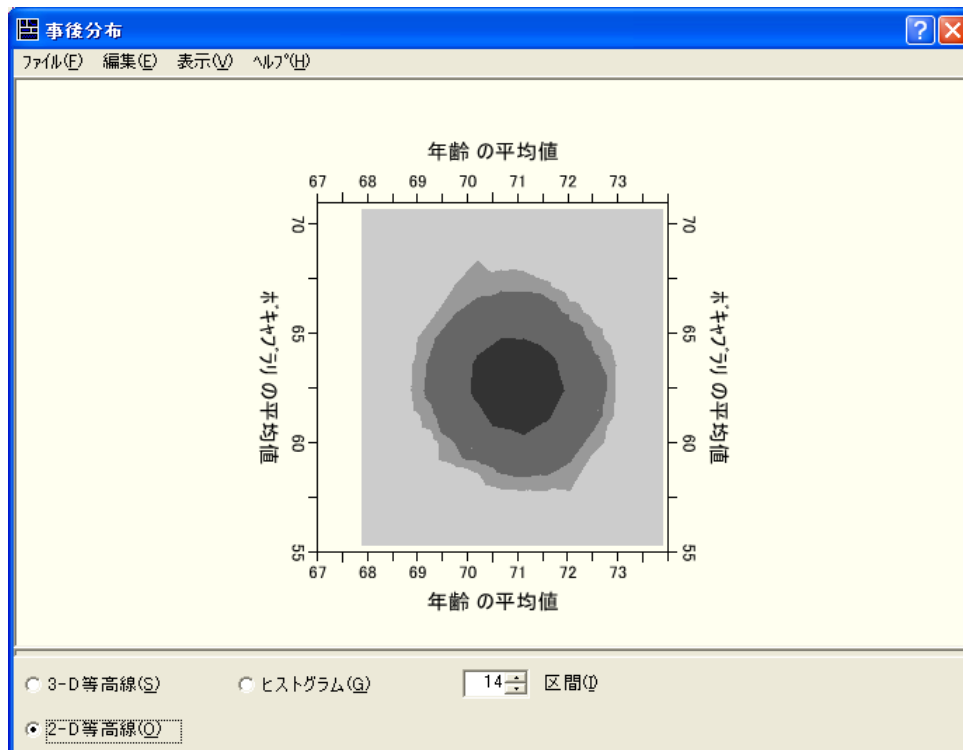 事後分布
ファイル(F) 編集(E) 表示(V) ヘルプ(H)
年齢 の平均値
67 68 69 70 71 72 73
70 65 60 55
ボキャブラリ の平均値
70 65 60 55
ボキャブラリ の平均値
67 68 69 70 71 72 73
年齢 の平均値
3-D等高線(S) ヒストグラム(G) 14 区間(I)
2-D等高線(O)